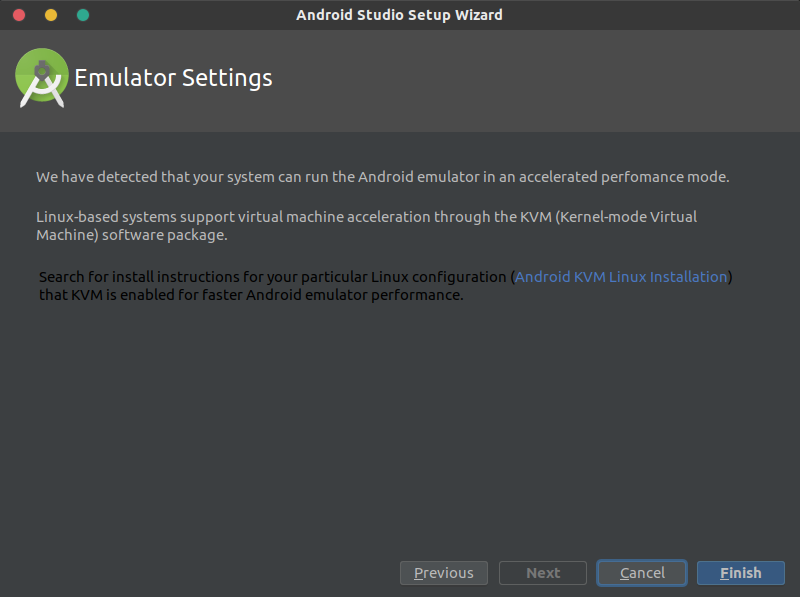 Android Studio Setup Wizard
Emulator Settings
We have detected that your system can run the Android emulator in an accelerated perfomance mode.
Linux-based systems support virtual machine acceleration through the KVM (Kernel-mode Virtual
Machine) software package.
Search for install instructions for your particular Linux configuration (Android KVM Linux Installation)
that KVM is enabled for faster Android emulator performance.
Previous
Next
Cancel
Finish